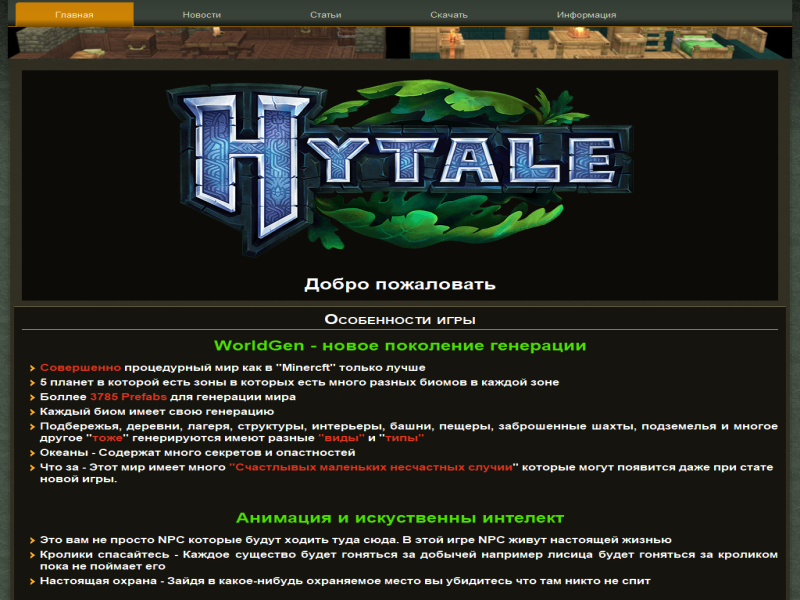 Главная Новости Статьи Скачать Информация
HYTALE
Добро пожаловать
Особенности игры
WorldGen - новое поколение генерации
Совершенно процедурный мир как в "Minercft" только лучше
5 планет в которой есть зоны в которых есть много разных биомов в каждой зоне
Более 3785 Prefabs для генерации мира
Каждый биом имеет свою генерацию
Подбережья, деревни, лагеря, структуры, интерьеры, башни, пещеры, заброшенные шахты, подземелья и многое
другое "тоже" генерируются имеют разные "виды" и "типы"
Океаны - Содержат много секретов и опастностей
Что за - Этот мир имеет много "Счастлывых маленьких несчастных случии" которые могут появится даже при стате
новой игры.
Анимация и искуственны интелект
Это вам не просто NPC которые будут ходить туда сюда. В этой игре NPC живут настоящей жизнью
Кролики спасайтесь - Каждое существо будет гоняться за добычей например лисица будет гоняться за кроликом
пока не поймает его
Настоящая охрана - Зайдя в какое-нибудь охраняемое место вы убидитесь что там никто не спит